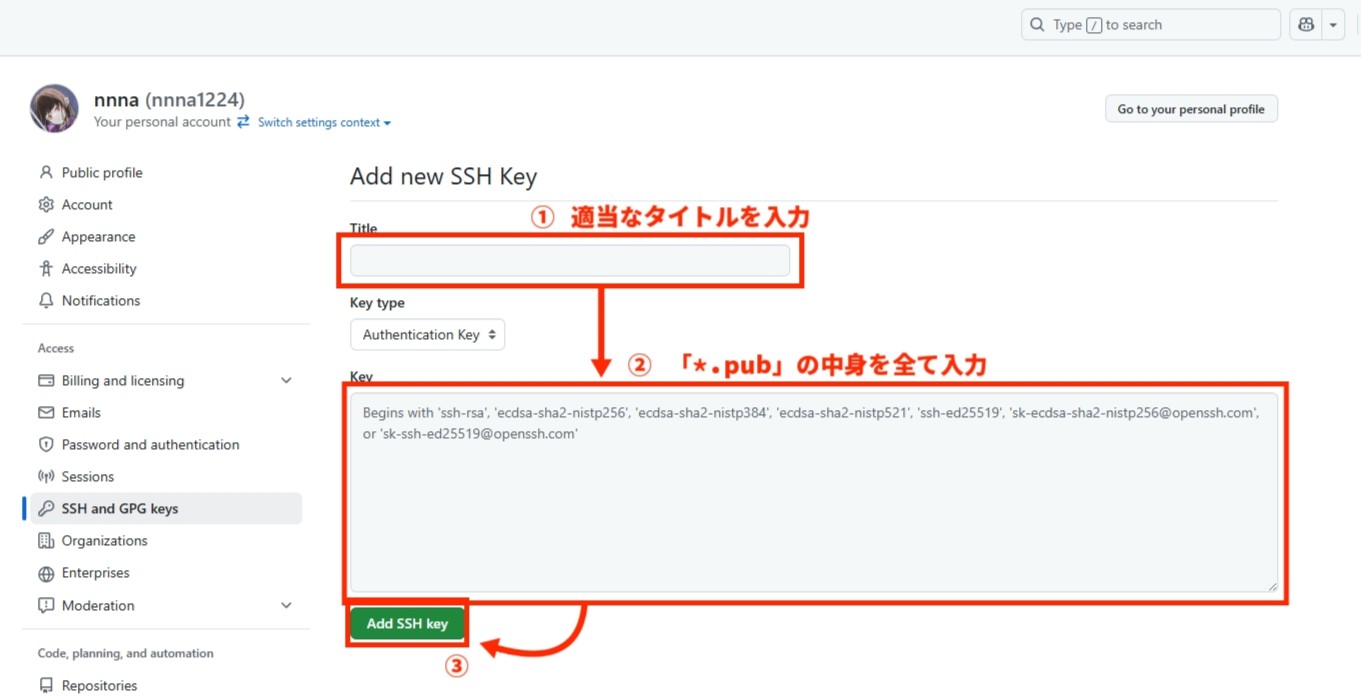 Type / to search
nnna (nnna1224)
Your personal account Switch settings context
Go to your personal profile
Public profile
Account
Appearance
Accessibility
Notifications
Access
Billing and licensing
Emails
Password and authentication
Sessions
SSH and GPG keys
Organizations
Enterprises
Moderation
Code, planning, and automation
Repositories
Add new SSH Key
① 適当なタイトルを入力
Title
Key type
Authentication Key
② 「*.pub」の中身を全て入力
Key
Begins with 'ssh-rsa', 'ecdsa-sha2-nistp256', 'ecdsa-sha2-nistp384', 'ecdsa-sha2-nistp521', 'ssh-ed25519', 'sk-ecdsa-sha2-nistp256@openssh.com',
or 'sk-ssh-ed25519@openssh.com'
Add SSH key
③